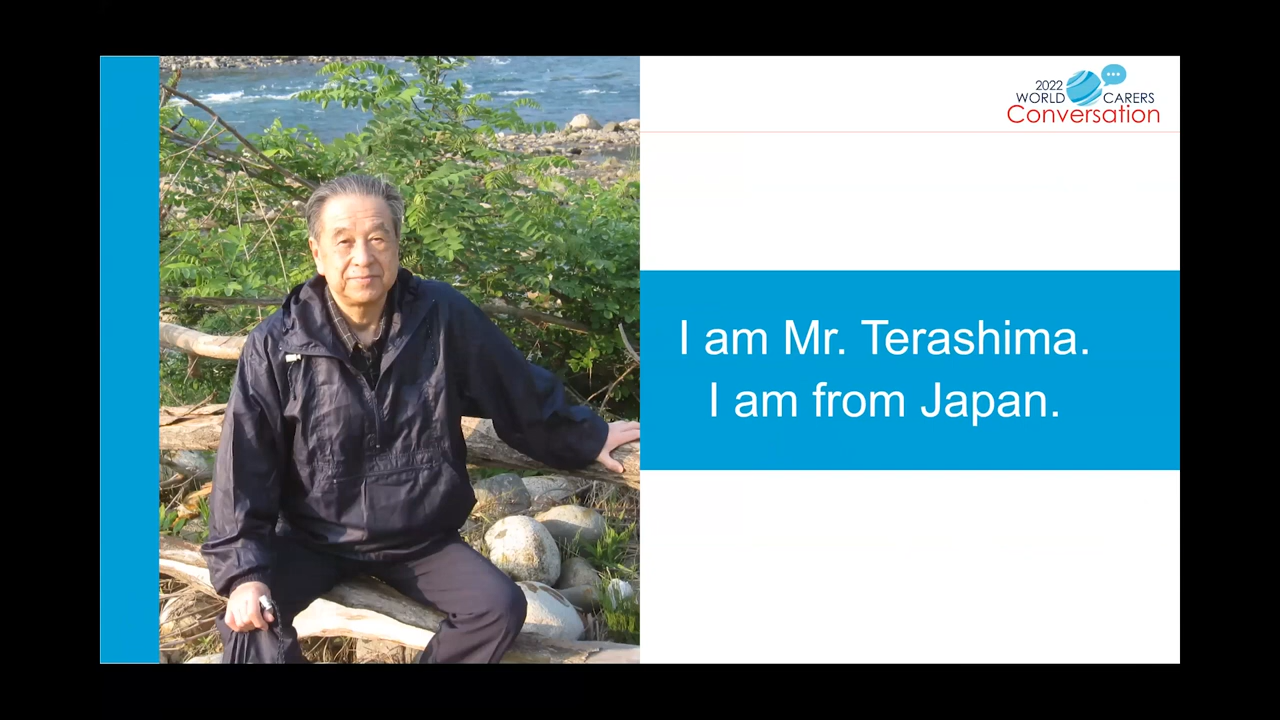 2022
WORLD CARERS
Conversation
I am Mr. Terashima.
I am from Japan.